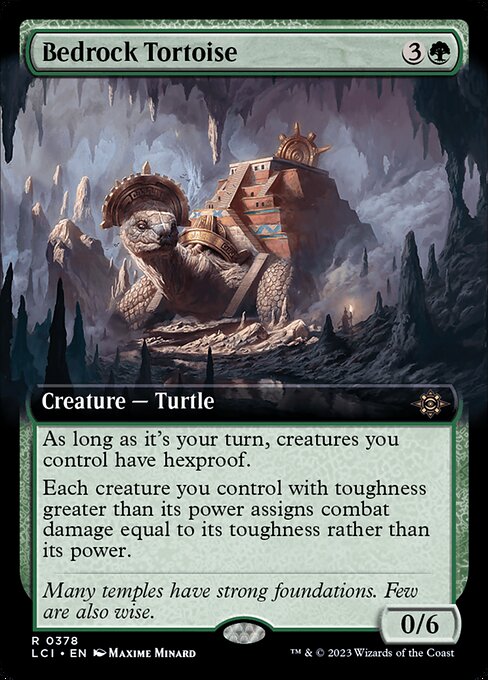 Bedrock Tortoise 3
Creature — Turtle
As long as it's your turn, creatures you
control have hexproof.
Each creature you control with toughness
greater than its power assigns combat
damage equal to its toughness rather than
its power.
Many temples have strong foundations. Few
are also wise.
0/6
R 0378
LCI • EN Maxime Minard
™ & © 2023 Wizards of the Coast